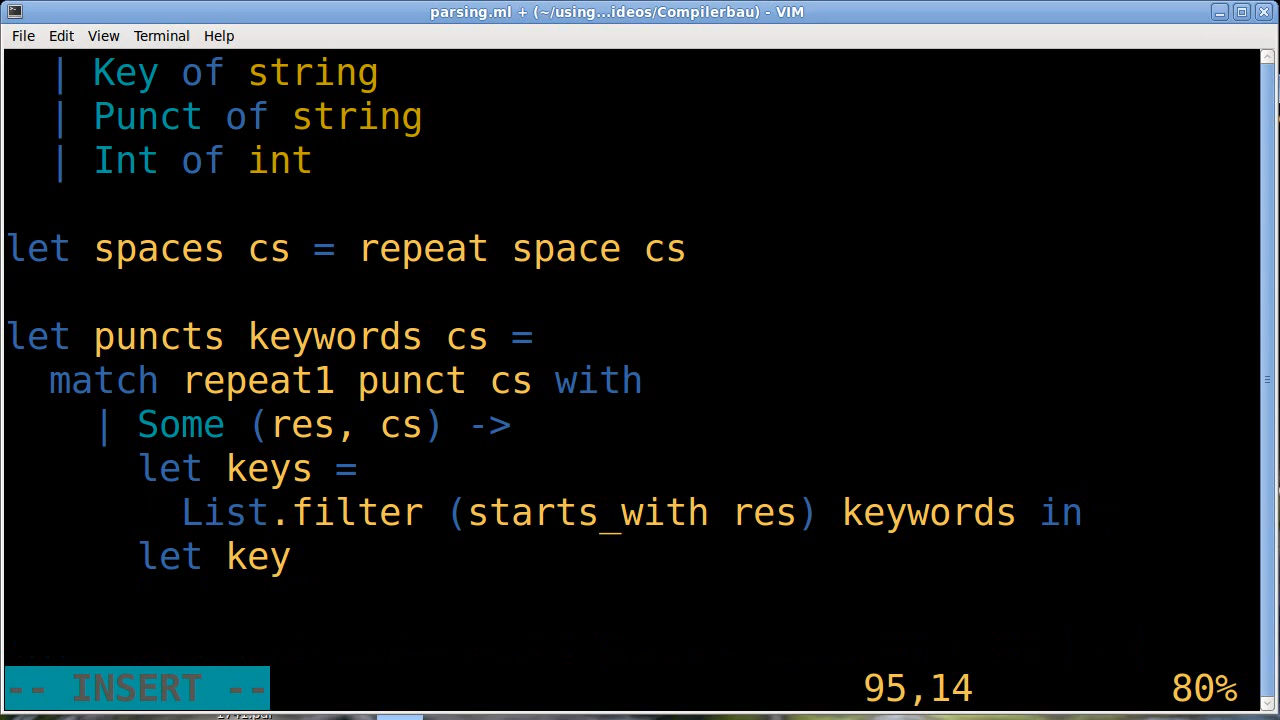 parsing.ml + (~/using...ideos/Compilerbau) - VIM
File Edit View Terminal Help
| Key of string
| Punct of string
| Int of int
let spaces cs = repeat space cs
let puncts keywords cs =
match repeat1 punct cs with
| Some (res, cs) ->
let keys =
List.filter (starts_with res) keywords in
let key
-- INSERT -- 95,14 80%